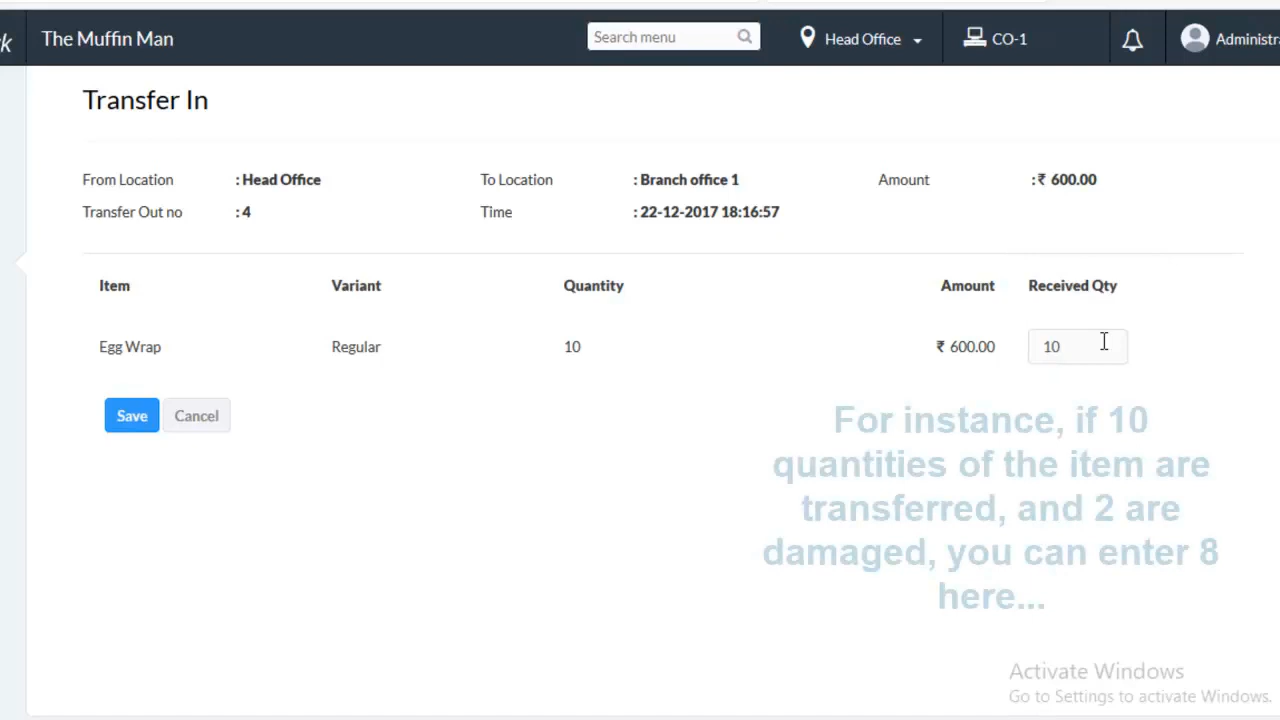 k The Muffin Man Search menu Head Office CO-1 Administr
Transfer In
From Location : Head Office To Location : Branch office 1 Amount : ₹ 600.00
Transfer Out no : 4 Time : 22-12-2017 18:16:57
Item Variant Quantity Amount Received Qty
Egg Wrap Regular 10 ₹ 600.00 10
Save Cancel
For instance, if 10
quantities of the item are
transferred, and 2 are
damaged, you can enter 8
here...
Activate Windows
Go to Settings to activate Windows.